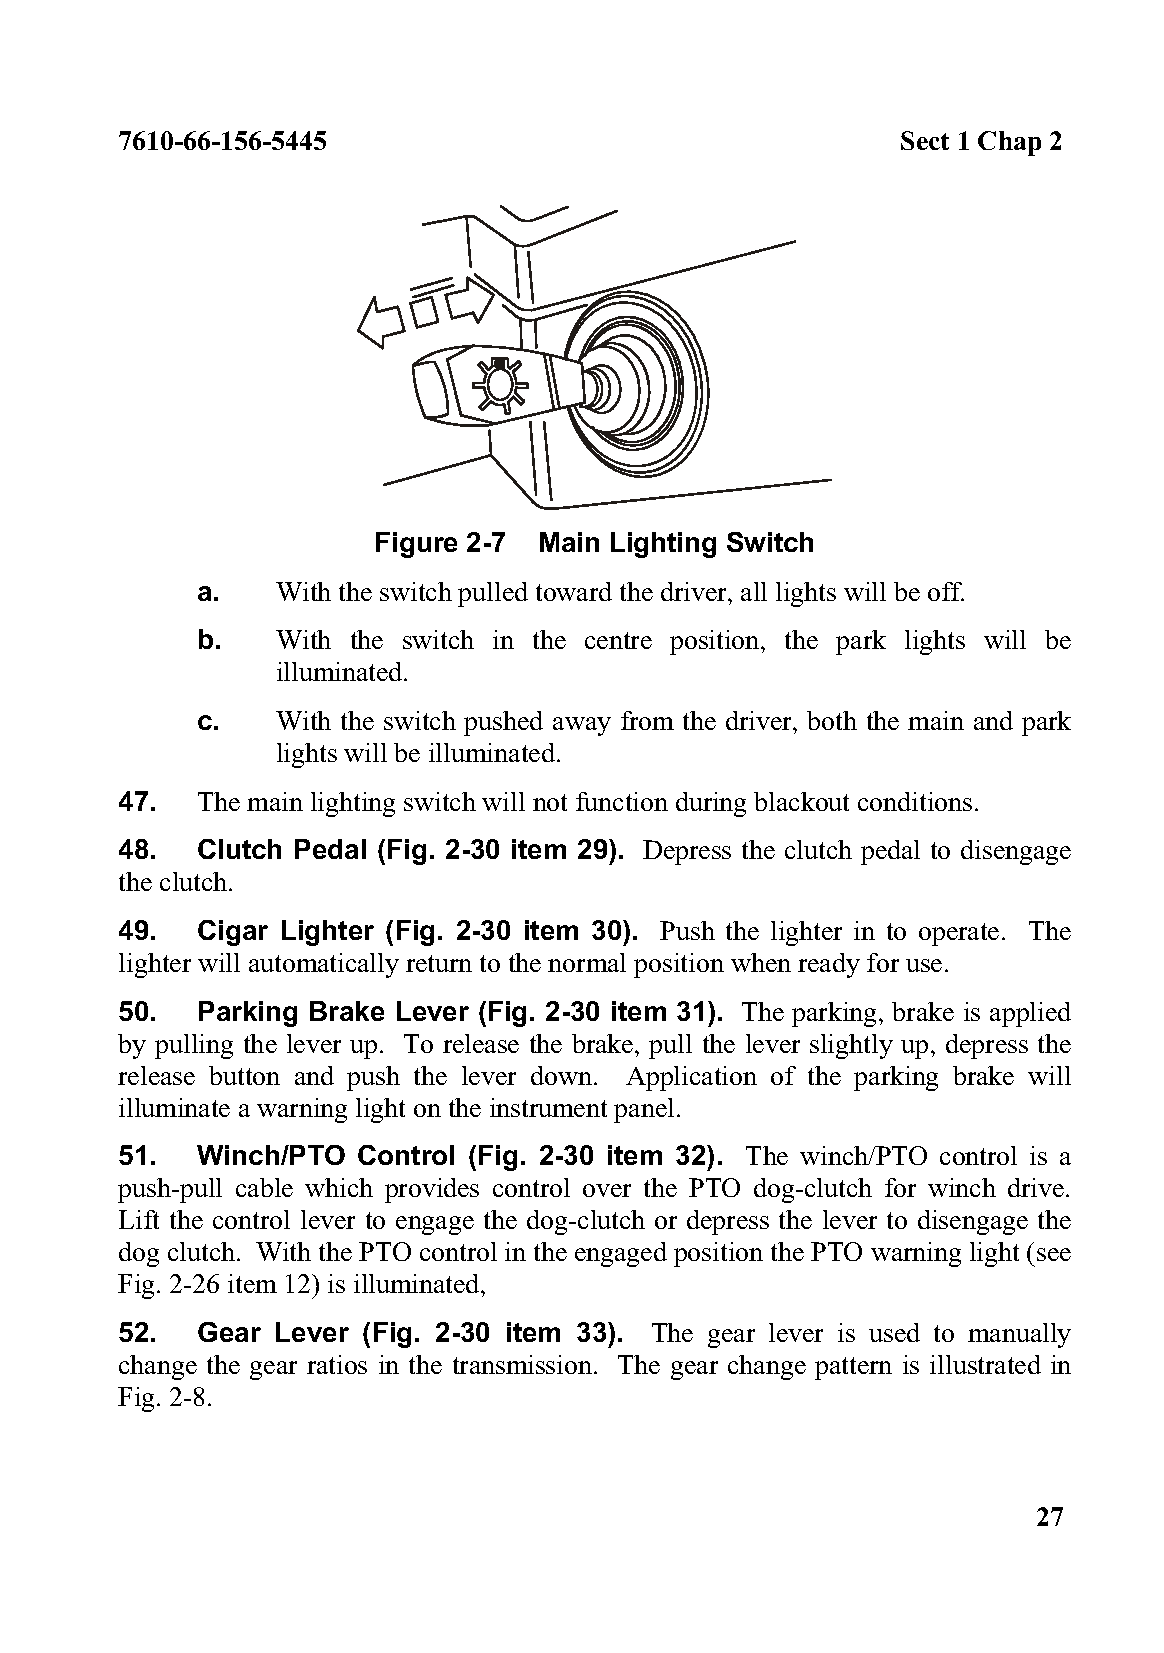 7610-66-156-5445 Sect 1 Chap 2
Figure 2-7 Main Lighting Switch
a. With the switch pulled toward the driver, all lights will be off.
b. With the switch in the centre position, the park lights will be
illuminated.
c. With the switch pushed away from the driver, both the main and park
lights will be illuminated.
47. The main lighting switch will not function during blackout conditions.
48. Clutch Pedal (Fig. 2-30 item 29). Depress the clutch pedal to disengage
the clutch.
49. Cigar Lighter (Fig. 2-30 item 30). Push the lighter in to operate. The
lighter will automatically return to the normal position when ready for use.
50. Parking Brake Lever (Fig. 2-30 item 31). The parking, brake is applied
by pulling the lever up. To release the brake, pull the lever slightly up, depress the
release button and push the lever down. Application of the parking brake will
illuminate a warning light on the instrument panel.
51. Winch/PTO Control (Fig. 2-30 item 32). The winch/PTO control is a
push-pull cable which provides control over the PTO dog-clutch for winch drive.
Lift the control lever to engage the dog-clutch or depress the lever to disengage the
dog clutch. With the PTO control in the engaged position the PTO warning light (see
Fig. 2-26 item 12) is illuminated,
52. Gear Lever (Fig. 2-30 item 33). The gear lever is used to manually
change the gear ratios in the transmission. The gear change pattern is illustrated in
Fig. 2-8.
27